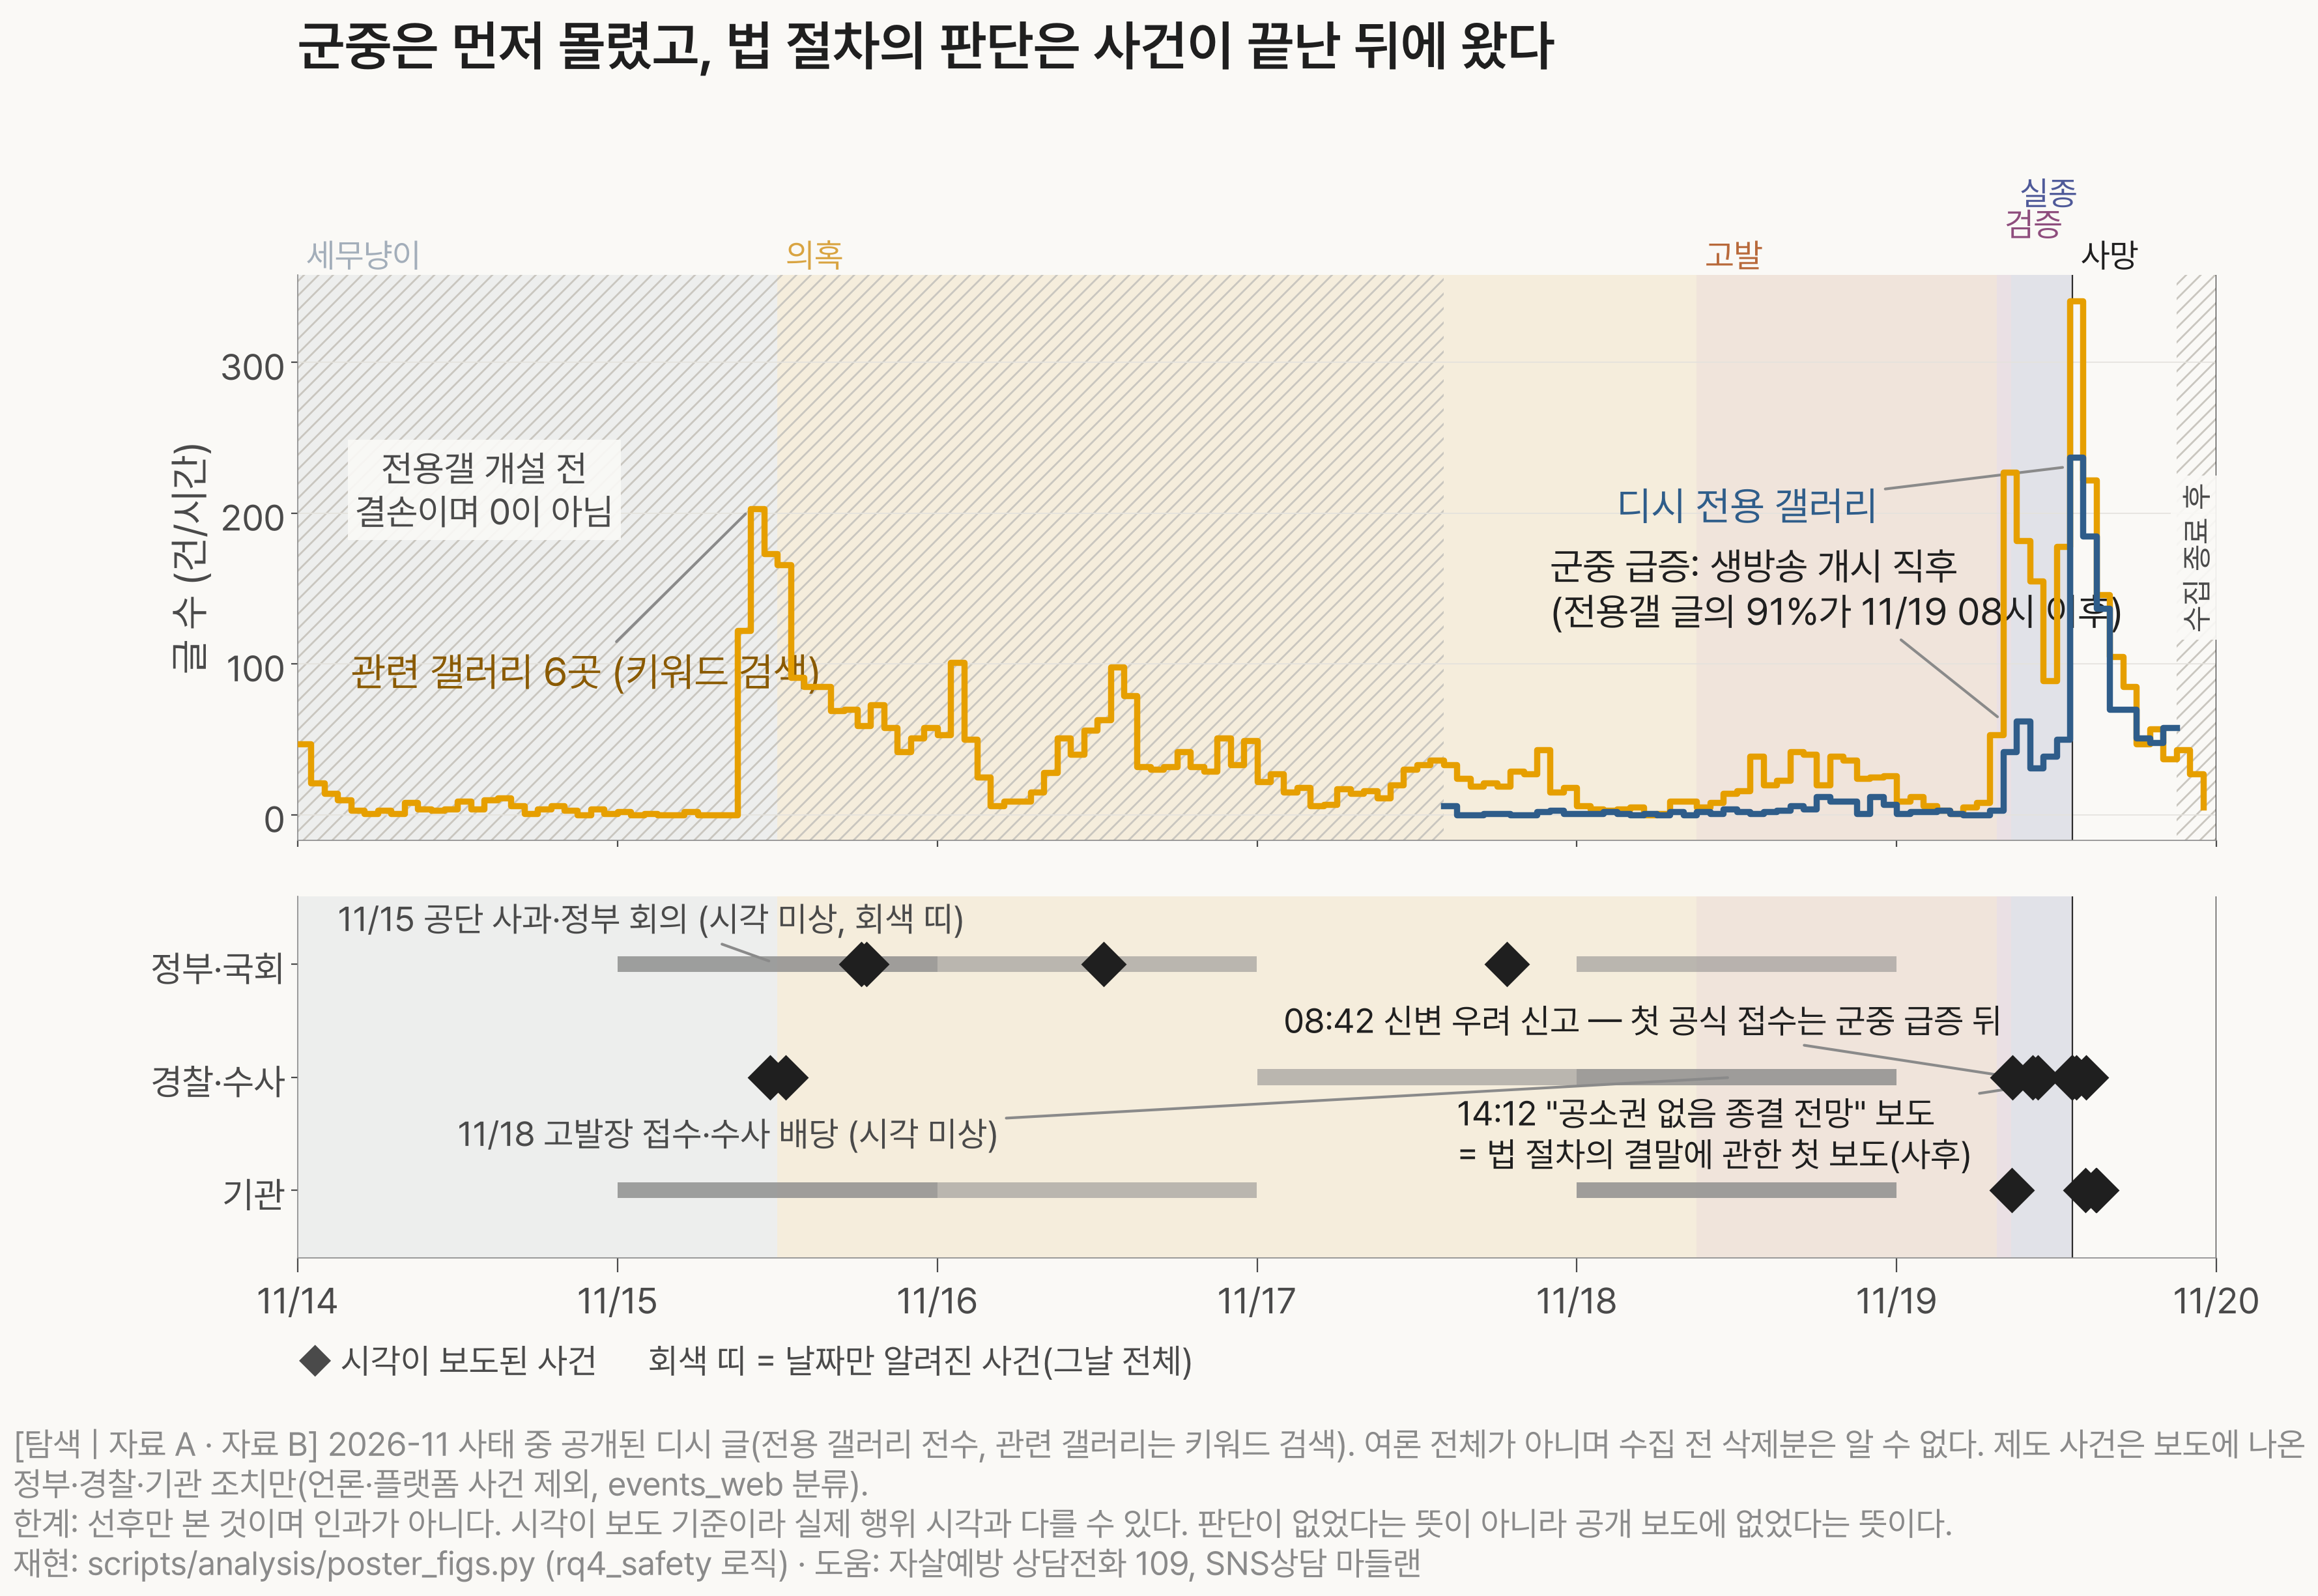 군중은 먼저 몰렸고, 법 절차의 판단은 사건이 끝난 뒤에 왔다
실종
검증
세무냥이
의혹
고발
사망
글 수 (건/시간)
300
200
100
0
전용갤 개설 전
결손이며 0이 아님
관련 갤러리 6곳 (키워드 검색)
디시 전용 갤러리
군중 급증: 생방송 개시 직후
(전용갤 글의 91%가 11/19 08시 이후)
수집 종료 후
정부·국회
경찰·수사
기관
11/15 공단 사과·정부 회의 (시각 미상, 회색 띠)
08:42 신변 우려 신고 — 첫 공식 접수는 군중 급증 뒤
11/18 고발장 접수·수사 배당 (시각 미상)
14:12 "공소권 없음 종결 전망" 보도
= 법 절차의 결말에 관한 첫 보도(사후)
11/14
11/15
11/16
11/17
11/18
11/19
11/20
시각이 보도된 사건
회색 띠 = 날짜만 알려진 사건(그날 전체)
[탐색 | 자료 A · 자료 B] 2026-11 사태 중 공개된 디시 글(전용 갤러리 전수, 관련 갤러리는 키워드 검색). 여론 전체가 아니며 수집 전 삭제분은 알 수 없다. 제도 사건은 보도에 나온
정부·경찰·기관 조치만(언론·플랫폼 사건 제외, events_web 분류).
한계: 선후만 본 것이며 인과가 아니다. 시각이 보도 기준이라 실제 행위 시각과 다를 수 있다. 판단이 없었다는 뜻이 아니라 공개 보도에 없었다는 뜻이다.
재현: scripts/analysis/poster_figs.py (rq4_safety 로직) · 도움: 자살예방 상담전화 109, SNS상담 마들랜